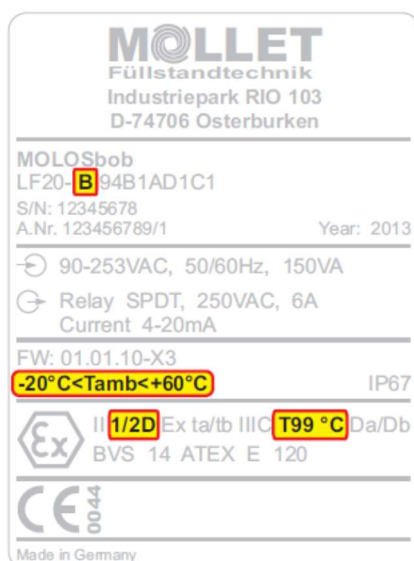 MOLLET
Füllstandtechnik
Industriepark RIO 103
D-74706 Osterburken
MOLOSbob
LF20-B94B1AD1C1
S/N: 12345678
A.Nr. 123456789/1 Year: 2013
90-253VAC, 50/60Hz, 150VA
Relay SPDT, 250VAC, 6A
Current 4-20mA
FW: 01.01.10-X3
-20°C<Tamb<+60°C IP67
Ex II 1/2D Ex ta/tb IIIC T99 °C Da/Db
BVS 14 ATEX E 120
CE 0044
Made in Germany